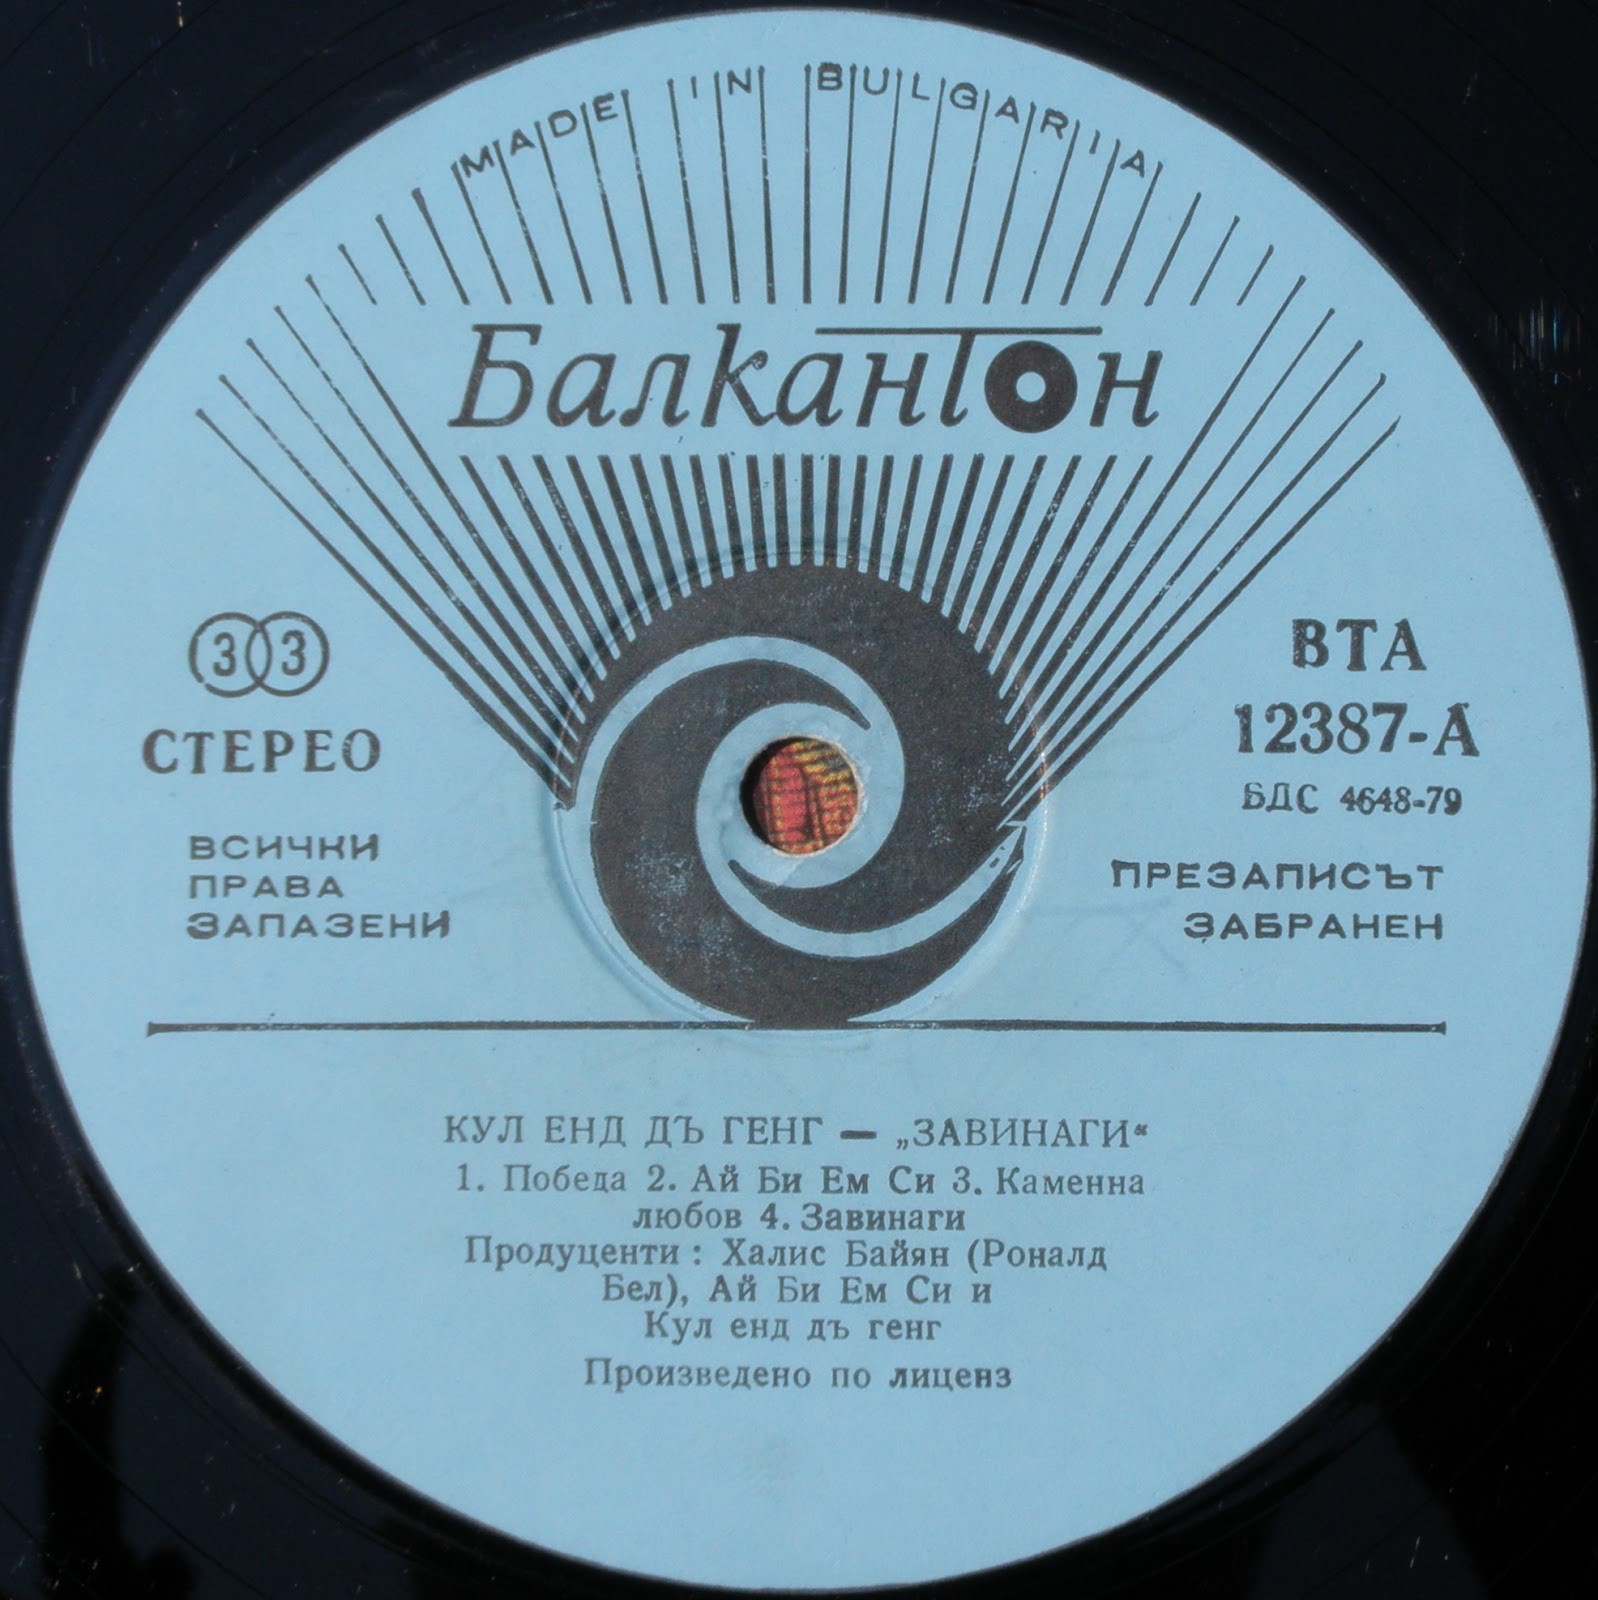 MADE IN BULGARIA
Балкантон
33
СТЕРЕО
ВТА
12387-А
БДС 4648-79
ВСИЧКИ
ПРАВА
ЗАПАЗЕНИ
ПРЕЗАПИСЪТ
ЗАБРАНЕН
КУЛ ЕНД ДЪ ГЕНГ — „ЗАВИНАГИ“
1. Победа 2. Ай Би Ем Си 3. Каменна
любов 4. Завинаги
Продуценти : Халис Байян (Роналд
Бел), Ай Би Ем Си и
Кул енд дъ генг
Произведено по лиценз